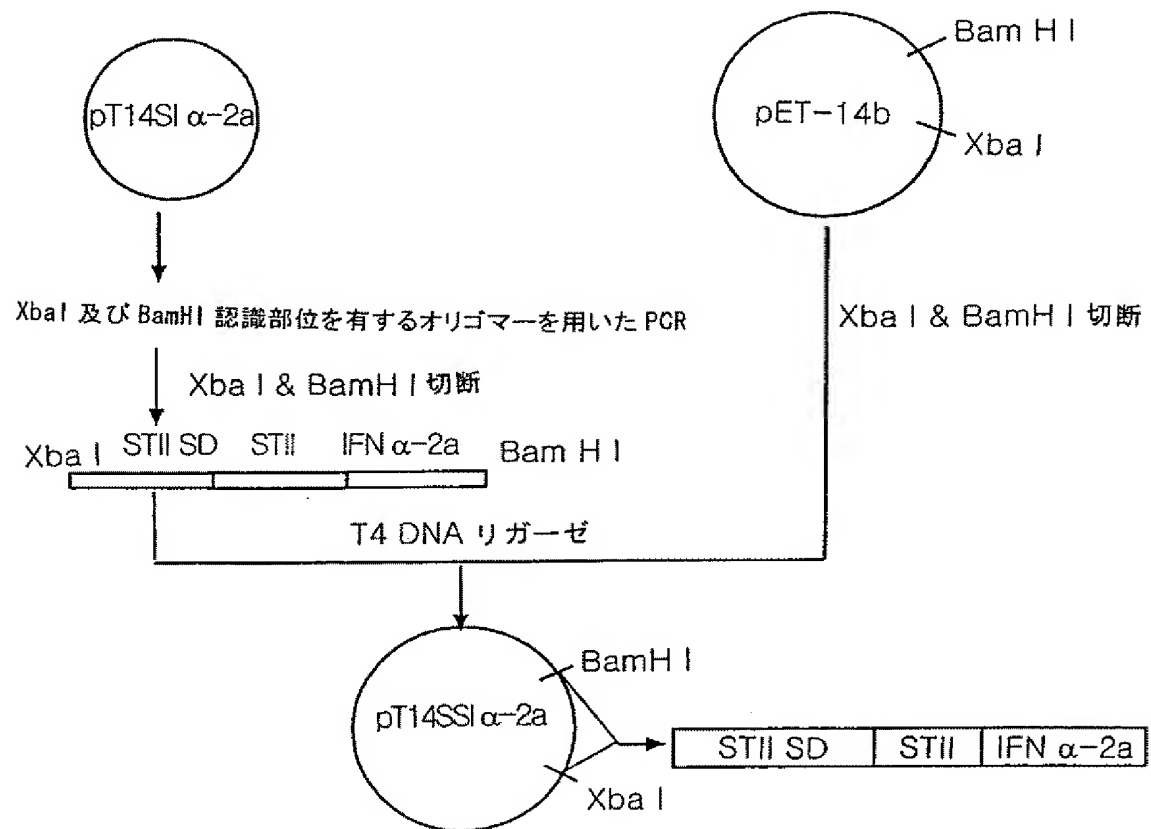 pT14SI α-2a
Bam H I
pET-14b
Xba I
XbaI 及び BamHI 認識部位を有するオリゴマーを用いた PCR
Xba I & BamH I 切断
Xba I & BamH I 切断
Xba I STII SD STII IFN α-2a Bam H I
T4 DNA リガーゼ
BamH I
pT14SSI α-2a
STII SD STII IFN α-2a
Xba I